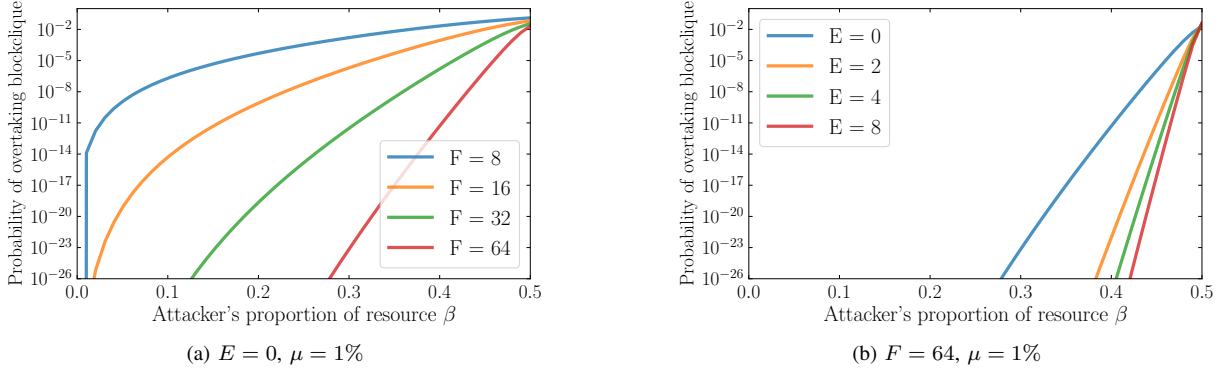 Probability of overtaking blockclique
10^{-2}
10^{-5}
10^{-8}
10^{-11}
10^{-14}
10^{-17}
10^{-20}
10^{-23}
10^{-26}
F = 8
F = 16
F = 32
F = 64
0.0 0.1 0.2 0.3 0.4 0.5
Attacker's proportion of resource β
(a) E = 0, μ = 1%
Probability of overtaking blockclique
10^{-2}
10^{-5}
10^{-8}
10^{-11}
10^{-14}
10^{-17}
10^{-20}
10^{-23}
10^{-26}
E = 0
E = 2
E = 4
E = 8
0.0 0.1 0.2 0.3 0.4 0.5
Attacker's proportion of resource β
(b) F = 64, μ = 1%